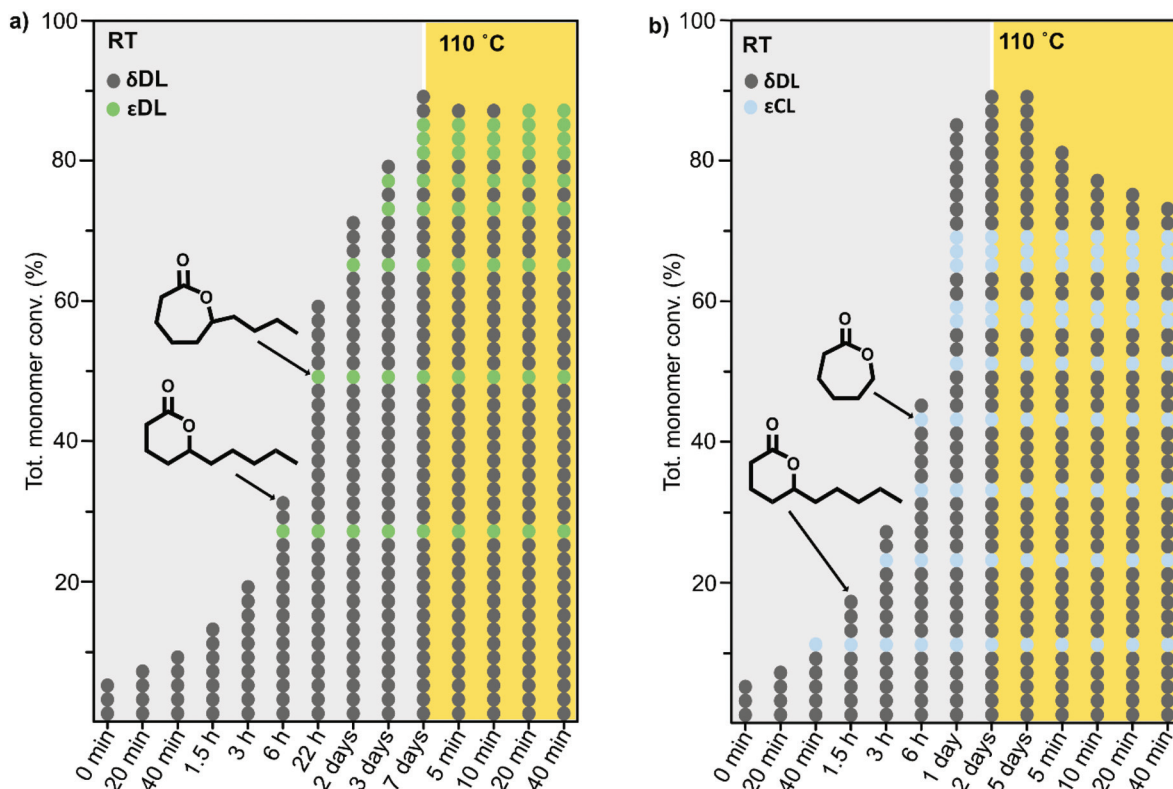 a)
RT
110 ˚C
δDL
εDL
Tot. monomer conv. (%)
100
80
60
40
20
O
O
O
O
0 min
20 min
40 min
1.5 h
3 h
6 h
22 h
2 days
3 days
7 days
5 min
10 min
20 min
40 min
b)
RT
110 ˚C
δDL
εCL
Tot. monomer conv. (%)
100
80
60
40
20
O
O
O
O
0 min
20 min
40 min
1.5 h
3 h
6 h
1 day
2 days
5 days
5 min
10 min
20 min
40 min